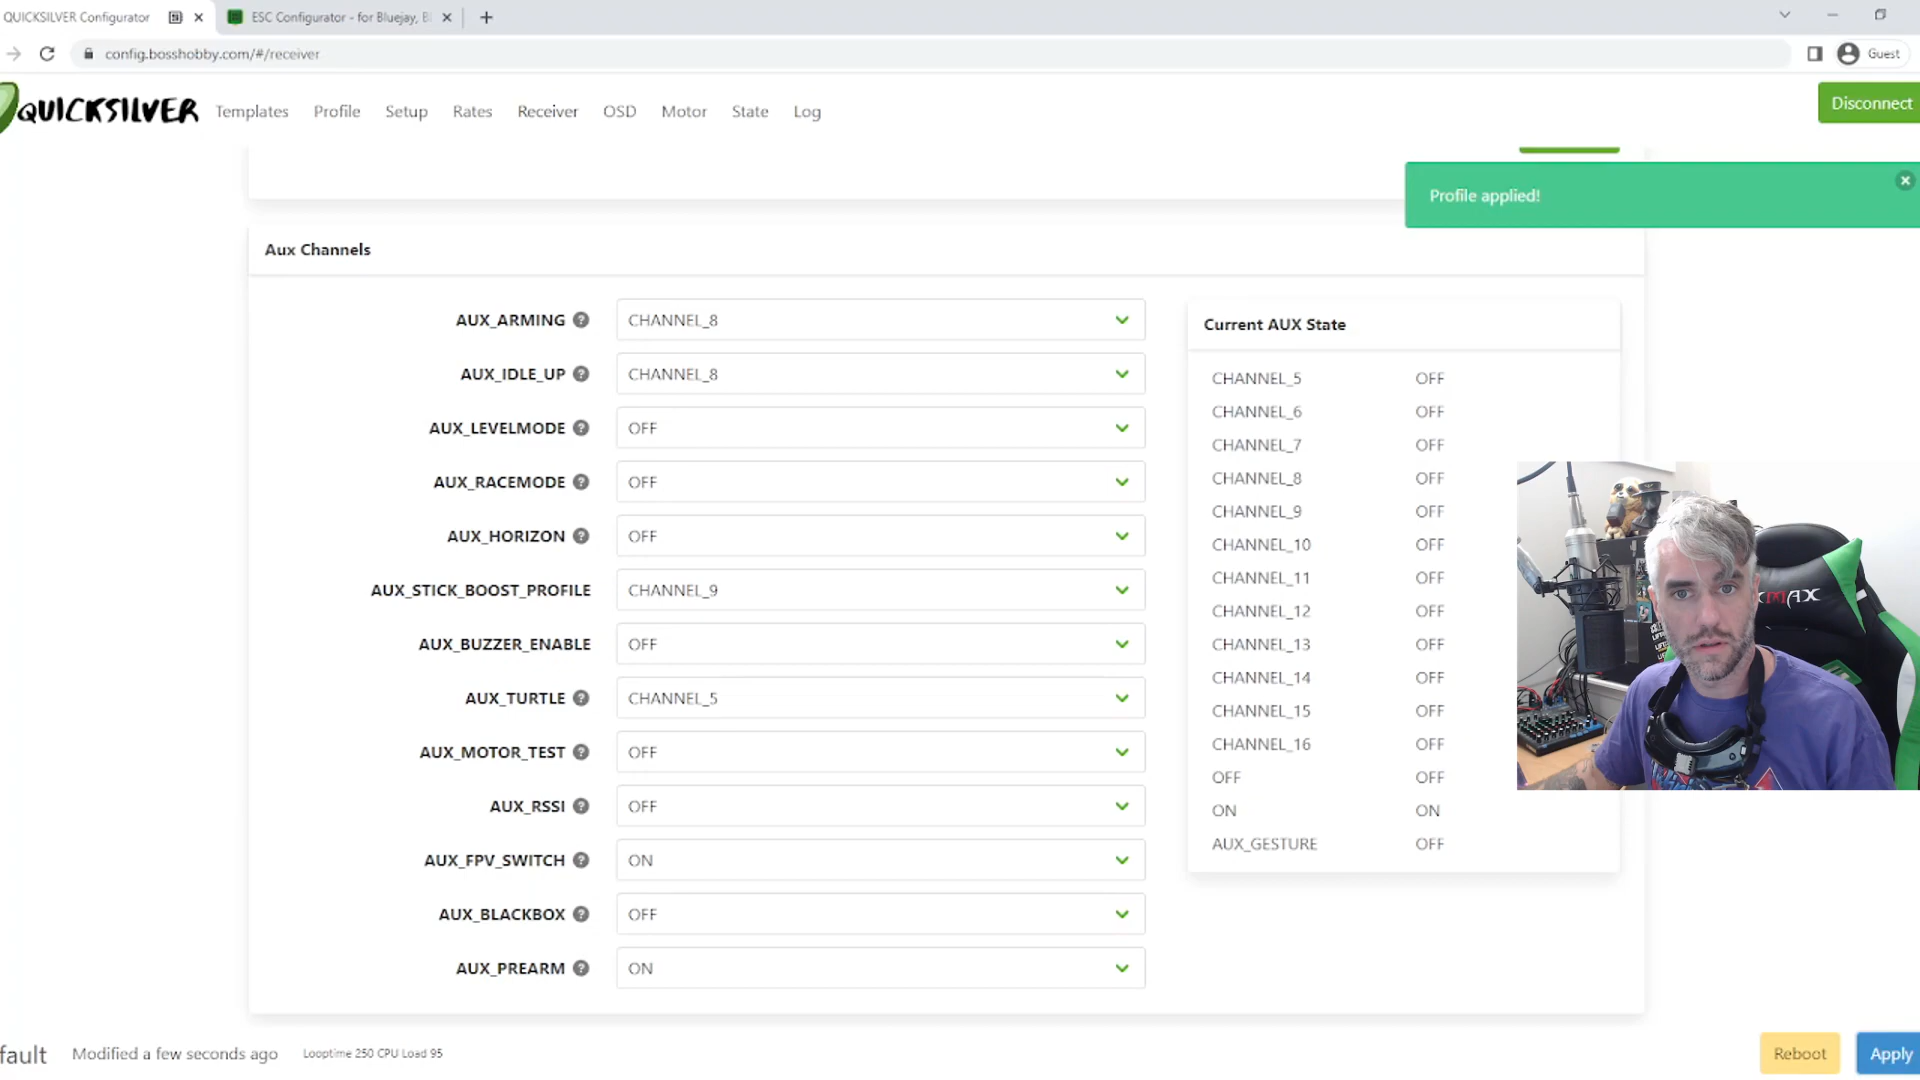 QUICKSILVER Configurator
ESC Configurator - for Bluejay, Bl
config.bosshobby.com/#/receiver
Guest
QUICKSILVER
Templates Profile Setup Rates Receiver OSD Motor State Log
Disconnect
Profile applied!
Aux Channels
AUX_ARMING CHANNEL_8
AUX_IDLE_UP CHANNEL_8
AUX_LEVELMODE OFF
AUX_RACEMODE OFF
AUX_HORIZON OFF
AUX_STICK_BOOST_PROFILE CHANNEL_9
AUX_BUZZER_ENABLE OFF
AUX_TURTLE CHANNEL_5
AUX_MOTOR_TEST OFF
AUX_RSSI OFF
AUX_FPV_SWITCH ON
AUX_BLACKBOX OFF
AUX_PREARM ON
Current AUX State
CHANNEL_5 OFF
CHANNEL_6 OFF
CHANNEL_7 OFF
CHANNEL_8 OFF
CHANNEL_9 OFF
CHANNEL_10 OFF
CHANNEL_11 OFF
CHANNEL_12 OFF
CHANNEL_13 OFF
CHANNEL_14 OFF
CHANNEL_15 OFF
CHANNEL_16 OFF
OFF OFF
ON ON
AUX_GESTURE OFF
MAX
fault Modified a few seconds ago Looptime 250 CPU Load 95
Reboot
Apply